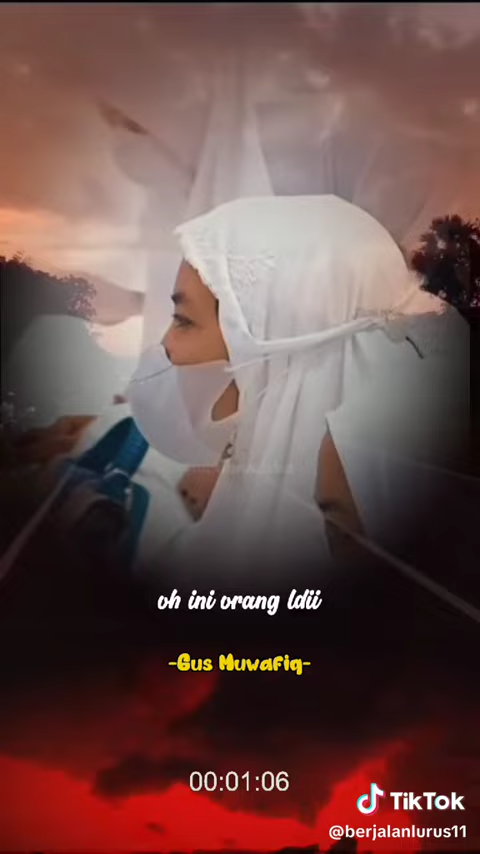 oh ini orang ldii
-Gus Muwafiq-
00:01:06
TikTok
@berjalanlurus11